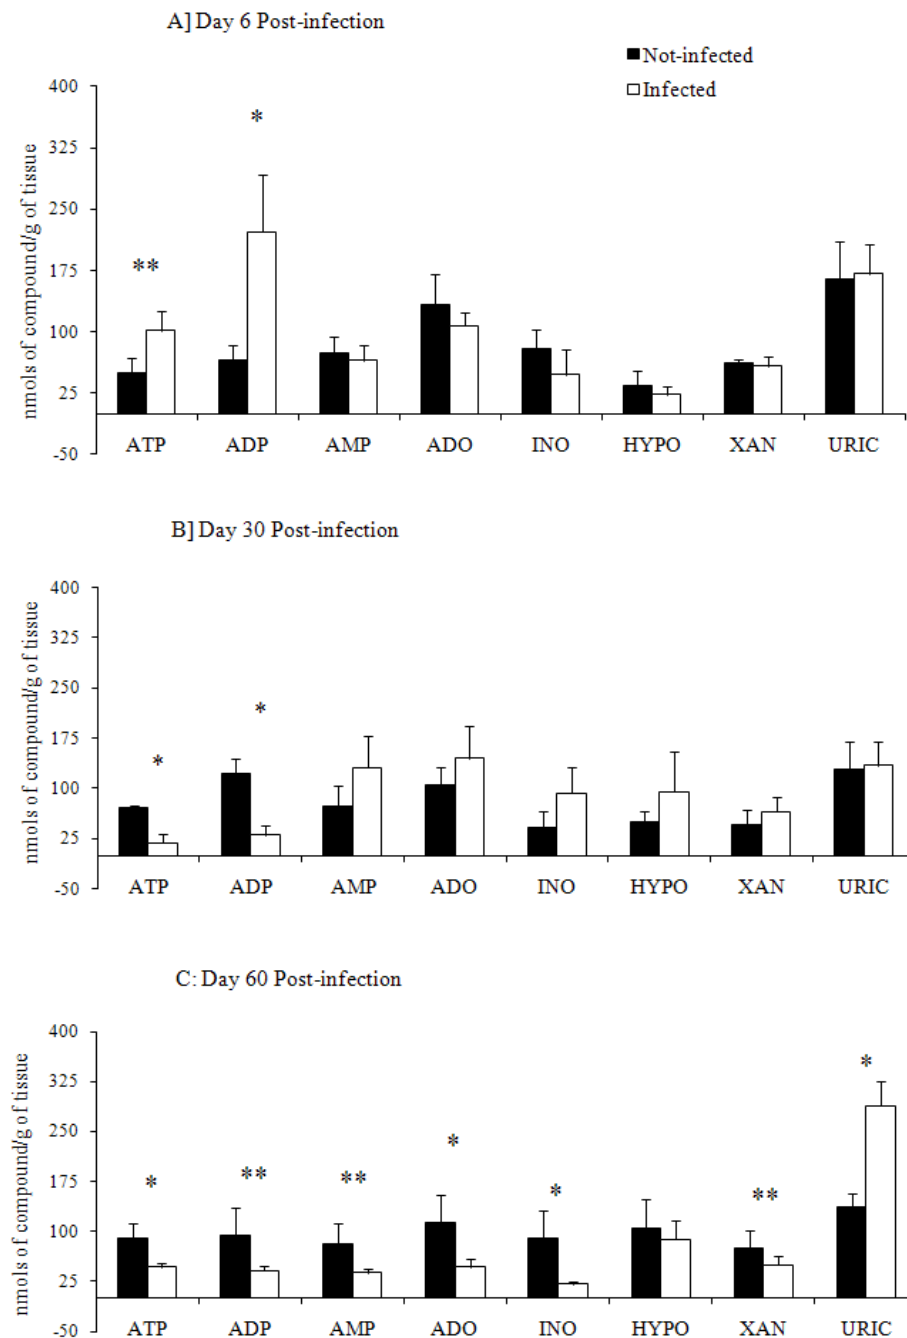 A] Day 6 Post-infection
Not-infected
Infected
nmols of compound/g of tissue
400
325
250
175
100
25
-50
**
*
ATP ADP AMP ADO INO HYPO XAN URIC
B] Day 30 Post-infection
nmols of compound/g of tissue
400
325
250
175
100
25
-50
*
*
ATP ADP AMP ADO INO HYPO XAN URIC
C: Day 60 Post-infection
nmols of compound/g of tissue
400
325
250
175
100
25
-50
*
**
**
*
*
**
*
ATP ADP AMP ADO INO HYPO XAN URIC